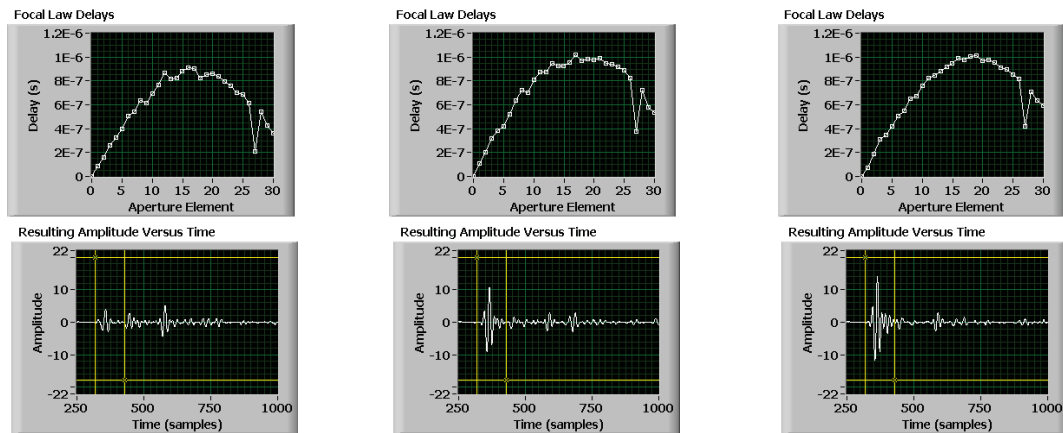 Focal Law Delays
1.2E-6
1E-6
8E-7
6E-7
4E-7
2E-7
0
Delay (s)
0 5 10 15 20 25 30
Aperture Element
Focal Law Delays
1.2E-6
1E-6
8E-7
6E-7
4E-7
2E-7
0
Delay (s)
0 5 10 15 20 25 30
Aperture Element
Focal Law Delays
1.2E-6
1E-6
8E-7
6E-7
4E-7
2E-7
0
Delay (s)
0 5 10 15 20 25 30
Aperture Element
Resulting Amplitude Versus Time
22
10
0
-10
-22
Amplitude
250 500 750 1000
Time (samples)
Resulting Amplitude Versus Time
22
10
0
-10
-22
Amplitude
250 500 750 1000
Time (samples)
Resulting Amplitude Versus Time
22
10
0
-10
-22
Amplitude
250 500 750 1000
Time (samples)